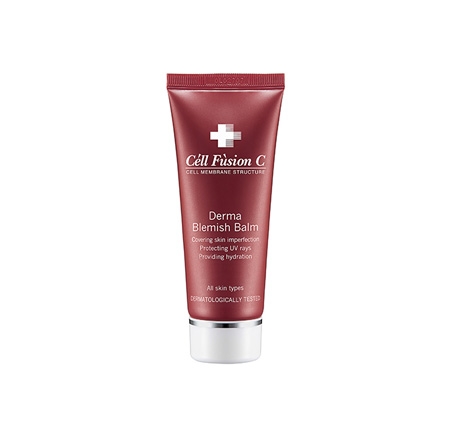 Céll Fùsion C
CELL MEMBRANE STRUCTURE
Derma
Blemish Balm
Covering skin imperfection
Protecting UV rays
Providing hydration
All skin types
DERMATOLOGICALLY TESTED